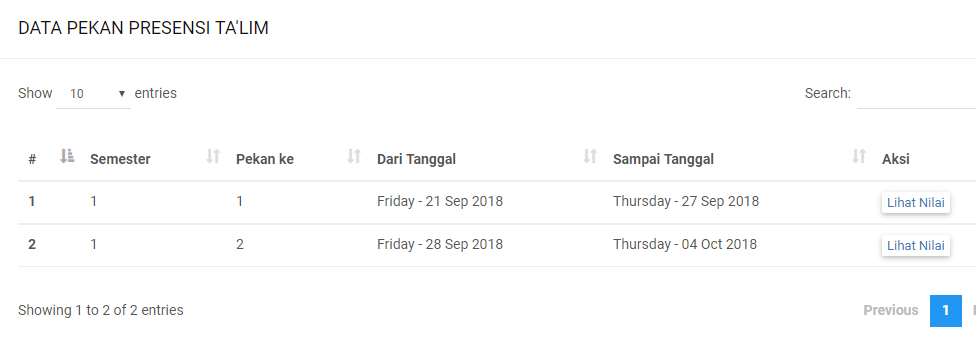 DATA PEKAN PRESENSI TA'LIM
Show 10 entries Search:
# Semester Pekan ke Dari Tanggal Sampai Tanggal Aksi
1 1 1 Friday - 21 Sep 2018 Thursday - 27 Sep 2018 Lihat Nilai
2 1 2 Friday - 28 Sep 2018 Thursday - 04 Oct 2018 Lihat Nilai
Showing 1 to 2 of 2 entries Previous 1